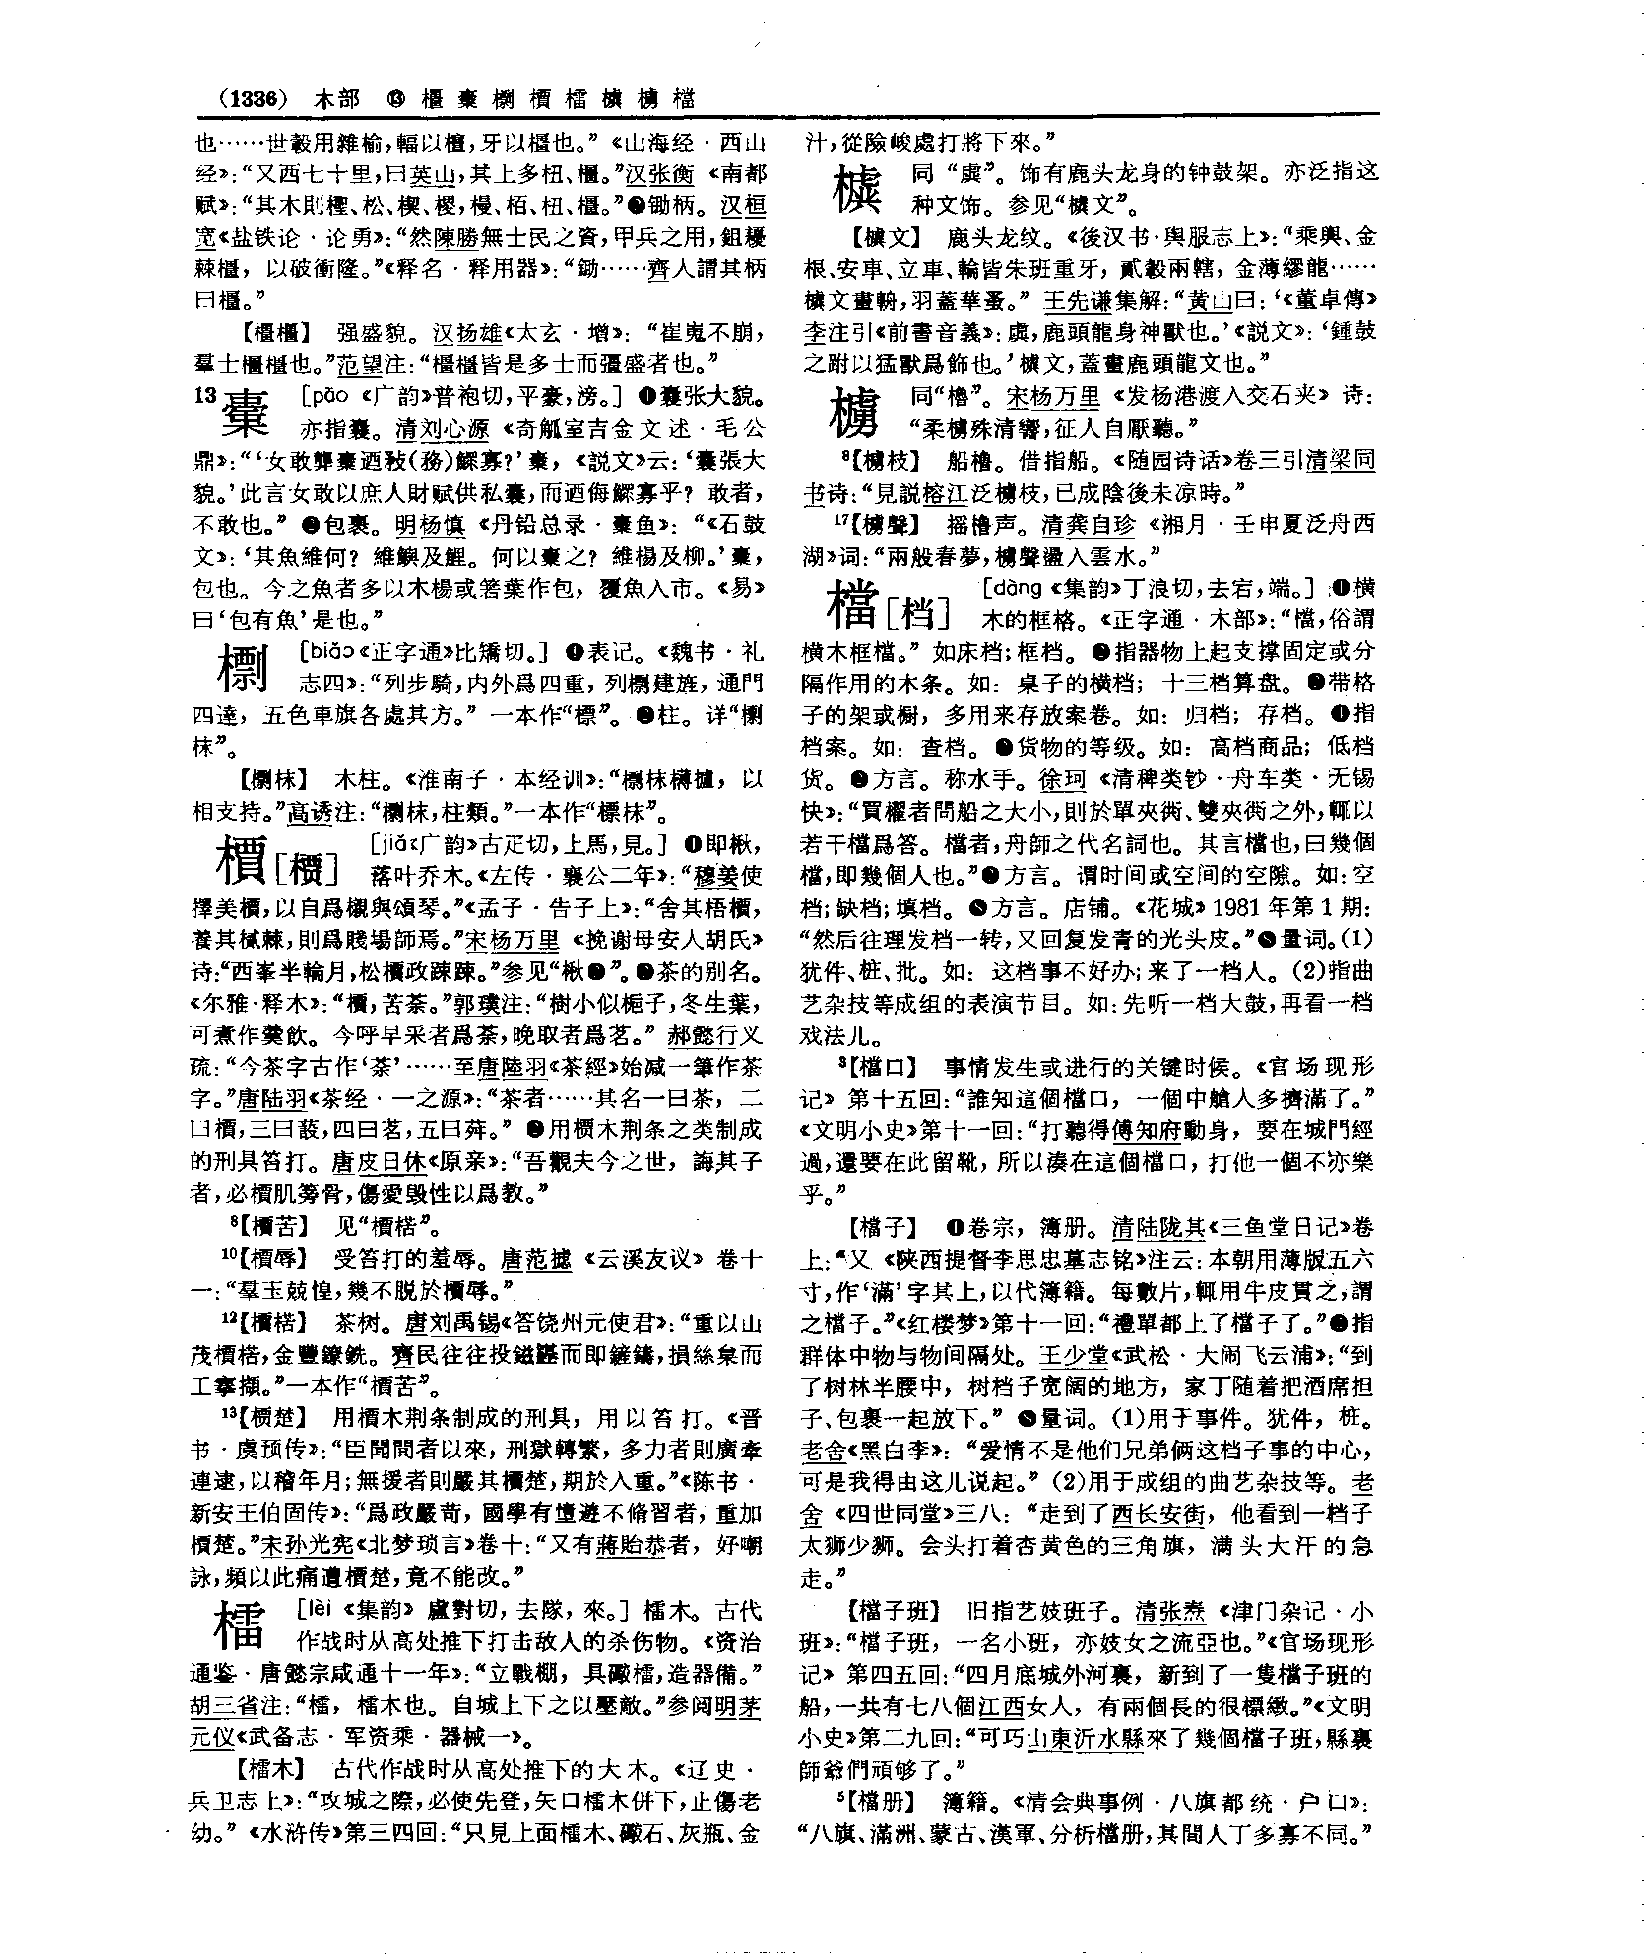 （1336） 木部 ⓭ 橿 橐 㯹 檟 檑 㯫 樐 檔
也……世轂用雜榆，輻以檀，牙以橿也。”《山海经·西山
经》：“又西七十里，曰英山，其上多杻、橿。”汉张衡《南都
赋》：“其木則檉、松、楔、㮨，槾、栢、杻、橿。”❷锄柄。汉桓
宽《盐铁论·论勇》：“然陳勝無士民之資，甲兵之用，鉏耰
棘橿，以破衝隆。”《释名·释用器》：“鋤……齊人謂其柄
曰橿。”
【橿橿】 强盛貌。汉扬雄《太玄·增》：“崔嵬不崩，
羣士橿橿也。”范望注：“橿橿皆是多士而彊盛者也。”
13 [pāo《广韵》普袍切，平豪，滂。]❶囊张大貌。
亦指囊。清刘心源《奇觚室吉金文述·毛公
鼎》：“‘女敢龏橐迺敄（務）鰥寡？’橐，《説文》云：‘囊張大
貌。’此言女敢以庶人財賦供私囊，而迺侮鰥寡乎？敢者，
不敢也。”❷包裹。明杨慎《丹铅总录·橐鱼》：“《石鼓
文》：‘其魚維何？維鱮及鯉。何以橐之？維楊及柳。’橐，
包也。今之魚者多以木楊或箬葉作包，覆魚入市。《易》
曰‘包有魚’是也。”
[biǎo《正字通》比矯切。]❶表记。《魏书·礼
志四》：“列步騎，内外爲四重，列㯹建旌，通門
四達，五色車旗各處其方。”一本作“標”。❷柱。详“㯹
枺”。
【㯹枺】 木柱。《淮南子·本经训》：“㯹枺欂櫨，以
相支持。”高诱注：“㯹枺，柱類。”一本作“標枺”。
檟［槚］ [jiǎ《广韵》古疋切，上馬，見。]❶即楸，
落叶乔木。《左传·襄公二年》：“穆姜使
擇美檟，以自爲櫬與頌琴。”《孟子·告子上》：“舍其梧檟，
養其樲棘，則爲賤場師焉。”宋杨万里《挽谢母安人胡氏》
诗：“西峯半輪月，松檟政踈踈。”参见“楸❶”。❷茶的别名。
《尔雅·释木》：“檟，苦荼。”郭璞注：“樹小似梔子，冬生葉，
可煮作羹飲。今呼早采者爲荼，晚取者爲茗。”郝懿行义
疏：“今茶字古作‘荼’……至唐陸羽《茶經》始減一筆作茶
字。”唐陆羽《茶经·一之源》：“茶者……其名一曰茶，二
曰檟，三曰蔎，四曰茗，五曰荈。”❸用槚木荆条之类制成
的刑具笞打。唐皮日休《原亲》：“吾觀夫今之世，誨其子
者，必檟肌篣骨，傷愛毁性以爲教。”
8【檟苦】 见“檟楛”。
10【檟辱】 受笞打的羞辱。唐范摅《云溪友议》卷十
一：“羣玉兢惶，幾不脱於檟辱。”
12【檟楛】 茶树。唐刘禹锡《答饶州元使君》：“重以山
茂檟楛，金豐鐐銑。齊民往往投鎡錤而即鏟鑄，損絲枲而
工搴擷。”一本作“檟苦”。
13【槚楚】 用檟木荆条制成的刑具，用以笞打。《晋
书·虞预传》：“臣聞間者以來，刑獄轉繁，多力者則廣牽
連逮，以稽年月；無援者則嚴其檟楚，期於入重。”《陈书·
新安王伯固传》：“爲政嚴苛，國學有墮遊不脩習者，重加
檟楚。”宋孙光宪《北梦琐言》卷十：“又有蔣貽恭者，好嘲
詠，頻以此痛遭檟楚，竟不能改。”
檑 [lèi《集韵》盧對切，去隊，來。]檑木。古代
作战时从高处推下打击敌人的杀伤物。《资治
通鉴·唐懿宗咸通十一年》：“立戰棚，具礮檑，造器備。”
胡三省注：“檑，檑木也。自城上下之以壓敵。”参阅明茅
元仪《武备志·军资乘·器械一》。
【檑木】 古代作战时从高处推下的大木。《辽史·
兵卫志上》：“攻城之際，必使先登，矢口檑木併下，止傷老
幼。”《水浒传》第三四回：“只見上面檑木、礮石、灰瓶、金
汁，從險峻處打將下來。”
㯫 同“虡”。饰有鹿头龙身的钟鼓架。亦泛指这
种文饰。参见“㯫文”。
【㯫文】 鹿头龙纹。《後汉书·舆服志上》：“乘輿、金
根、安車、立車、輪皆朱班重牙，貳轂兩轄，金薄繆龍……
㯫文畫輈，羽蓋華蚤。”王先谦集解：“黄山曰：‘《董卓傳》
李注引《前書音義》：虡，鹿頭龍身神獸也。’《説文》：‘鍾鼓
之跗以猛獸爲飾也。’㯫文，蓋畫鹿頭龍文也。”
樐 同“櫓”。宋杨万里《发杨港渡入交石夹》诗：
“柔樐殊清響，征人自厭聽。”
8【樐枝】 船櫓。借指船。《随园诗话》卷三引清梁同
书诗：“見説榕江泛樐枝，已成陰後未凉時。”
17【樐聲】 摇櫓声。清龚自珍《湘月·壬申夏泛舟西
湖》词：“兩般春夢，樐聲盪入雲水。”
檔［档］ [dàng《集韵》丁浪切，去宕，端。]❶横
木的框格。《正字通·木部》：“檔，俗謂
横木框檔。”如床档；框档。❷指器物上起支撑固定或分
隔作用的木条。如：桌子的横档；十三档算盘。❸带格
子的架或橱，多用来存放案卷。如：归档；存档。❹指
档案。如：查档。❺货物的等级。如：高档商品；低档
货。❻方言。称水手。徐珂《清稗类钞·舟车类·无锡
快》：“買櫂者問船之大小，則於單夾衖、雙夾衖之外，輒以
若干檔爲答。檔者，舟師之代名詞也。其言檔也，曰幾個
檔，即幾個人也。”❼方言。谓时间或空间的空隙。如：空
档；缺档；填档。❽方言。店铺。《花城》1981年第1期：
“然后往理发档一转，又回复发青的光头皮。”❾量词。（1）
犹件、桩、批。如：这档事不好办；来了一档人。（2）指曲
艺杂技等成组的表演节目。如：先听一档大鼓，再看一档
戏法儿。
3【檔口】 事情发生或进行的关键时候。《官场现形
记》第十五回：“誰知這個檔口，一個中艙人多擠滿了。”
《文明小史》第十一回：“打聽得傅知府動身，要在城門經
過，還要在此留靴，所以湊在這個檔口，打他一個不亦樂
乎。”
【檔子】 ❶卷宗，簿册。清陆陇其《三鱼堂日记》卷
上：“又《陕西提督李思忠墓志铭》注云：本朝用薄版五六
寸，作‘滿’字其上，以代簿籍。每數片，輒用牛皮貫之，謂
之檔子。”《红楼梦》第十一回：“禮單都上了檔子了。”❷指
群体中物与物间隔处。王少堂《武松·大闹飞云浦》：“到
了树林半腰中，树档子宽阔的地方，家丁随着把酒席担
子、包裹一起放下。”❸量词。（1）用于事件。犹件，桩。
老舍《黑白李》：“爱情不是他们兄弟俩这档子事的中心，
可是我得由这儿说起。”（2）用于成组的曲艺杂技等。老
舍《四世同堂》三八：“走到了西长安街，他看到一档子
太狮少狮。会头打着杏黄色的三角旗，满头大汗的急
走。”
【檔子班】 旧指艺妓班子。清张焘《津门杂记·小
班》：“檔子班，一名小班，亦妓女之流亞也。”《官场现形
记》第四五回：“四月底城外河裏，新到了一隻檔子班的
船，一共有七八個江西女人，有兩個長的很標緻。”《文明
小史》第二九回：“可巧山東沂水縣來了幾個檔子班，縣裏
師爺們頑够了。”
5【檔册】 簿籍。《清会典事例·八旗都统·户口》：
“八旗、滿洲、蒙古、漢軍、分析檔册，其間人丁多寡不同。”